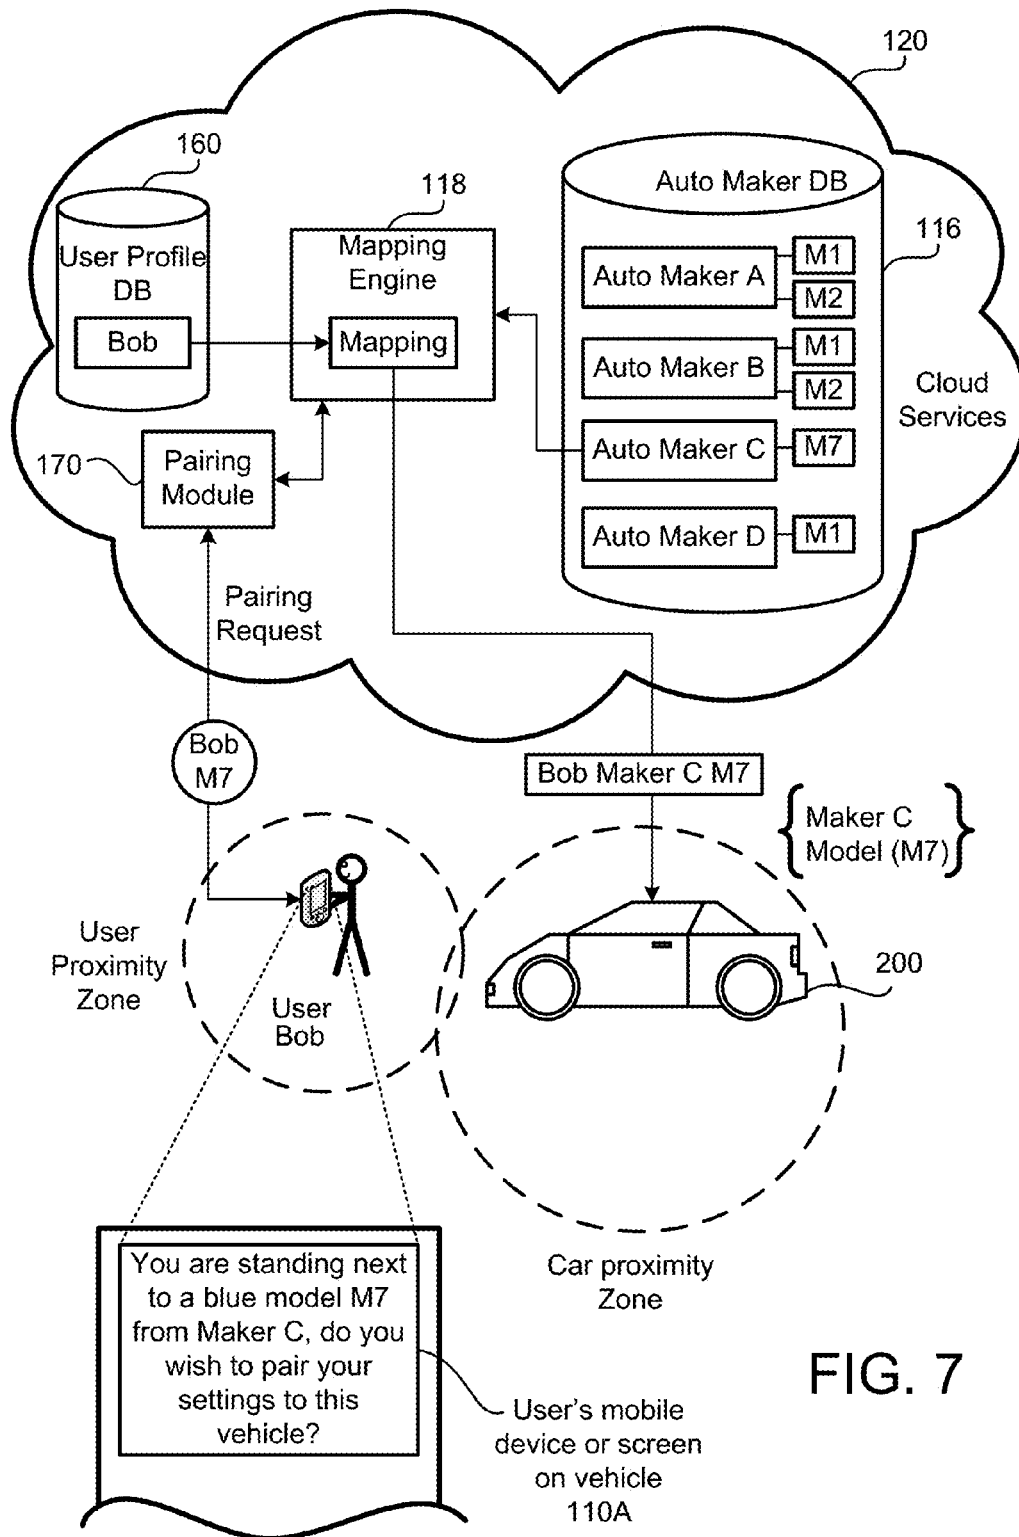 120
160
118
Auto Maker DB
116
User Profile
DB
Bob
Mapping
Engine
Mapping
Auto Maker A
M1
M2
Auto Maker B
M1
M2
Auto Maker C
M7
Auto Maker D
M1
Cloud
Services
170
Pairing
Module
Pairing
Request
Bob
M7
Bob Maker C M7
Maker C
Model (M7)
User
Proximity
Zone
User
Bob
200
Car proximity
Zone
You are standing next
to a blue model M7
from Maker C, do you
wish to pair your
settings to this
vehicle?
User's mobile
device or screen
on vehicle
110A
FIG. 7